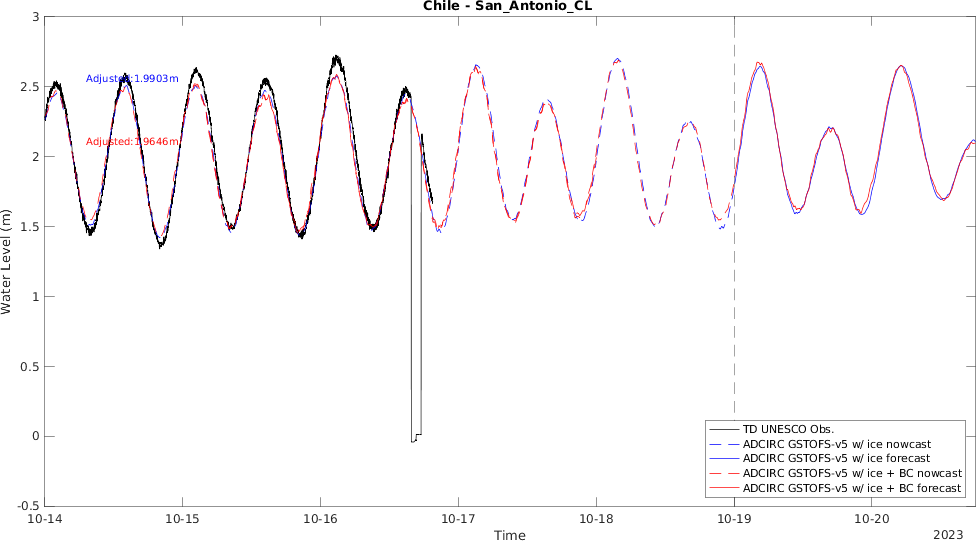 Chile - San_Antonio_CL
3
2.5
2
1.5
1
0.5
0
-0.5
Water Level (m)
Adjusted:1.9903m
Adjusted:1.9646m
TD UNESCO Obs.
ADCIRC GSTOFS-v5 w/ ice nowcast
ADCIRC GSTOFS-v5 w/ ice forecast
ADCIRC GSTOFS-v5 w/ ice + BC nowcast
ADCIRC GSTOFS-v5 w/ ice + BC forecast
10-14 10-15 10-16 10-17 10-18 10-19 10-20
Time
2023